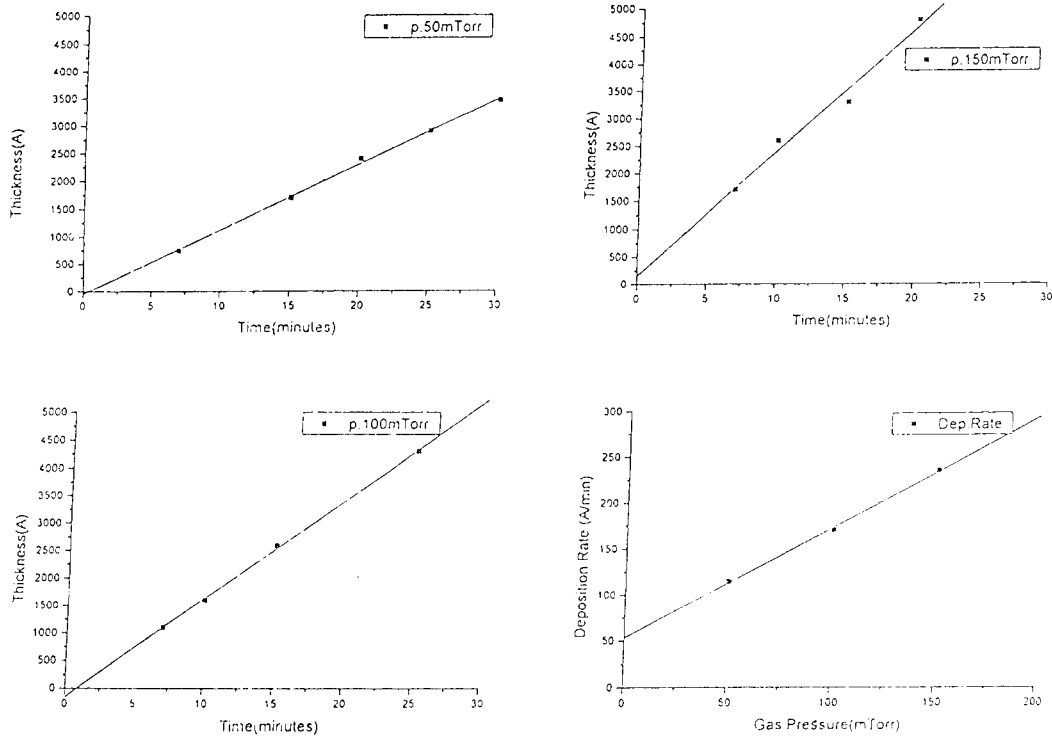 5000
4500
4000
3500
3000
2500
2000
1500
1000
500
0
p.50mTorr
Thickness(A)
0 5 10 15 20 25 30
Time(minutes)
5000
4500
4000
3500
3000
2500
2000
1500
1000
500
0
p.150mTorr
Thickness(A)
0 5 10 15 20 25 30
Time(minutes)
5000
4500
4000
3500
3000
2500
2000
1500
1000
500
0
p.100mTorr
Thickness(A)
0 5 10 15 20 25 30
Time(minutes)
300
250
200
150
100
50
0
Dep.Rate
Deposition Rate (A/min)
0 50 100 150 200
Gas Pressure(mTorr)